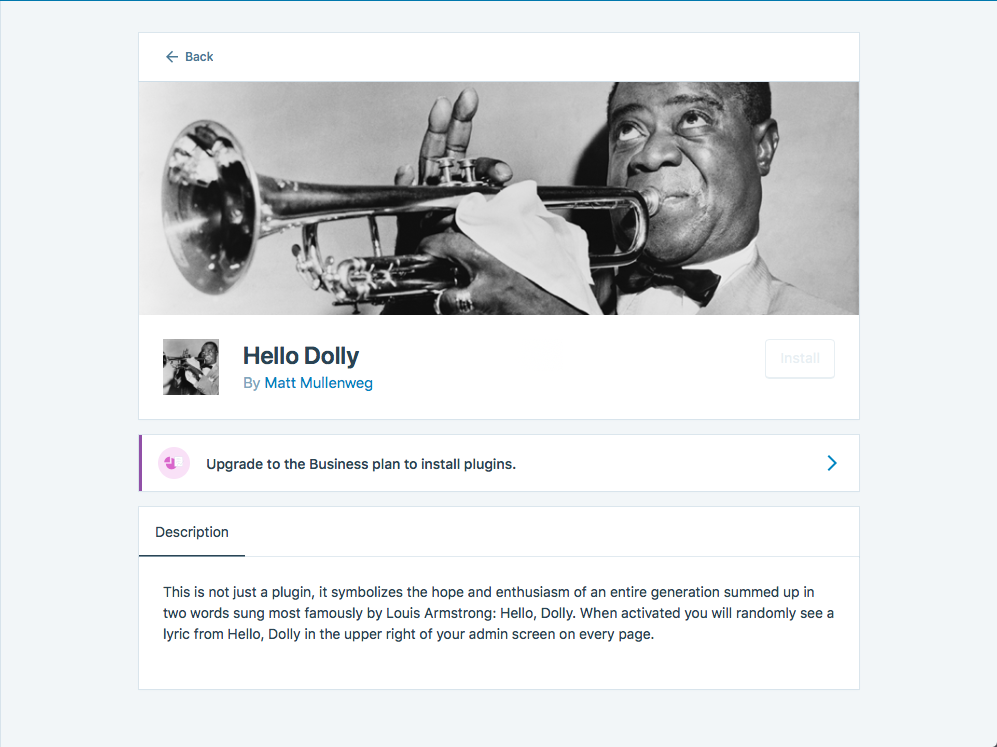 Back
Hello Dolly
By Matt Mullenweg
Install
Upgrade to the Business plan to install plugins.
Description
This is not just a plugin, it symbolizes the hope and enthusiasm of an entire generation summed up in
two words sung most famously by Louis Armstrong: Hello, Dolly. When activated you will randomly see a
lyric from Hello, Dolly in the upper right of your admin screen on every page.